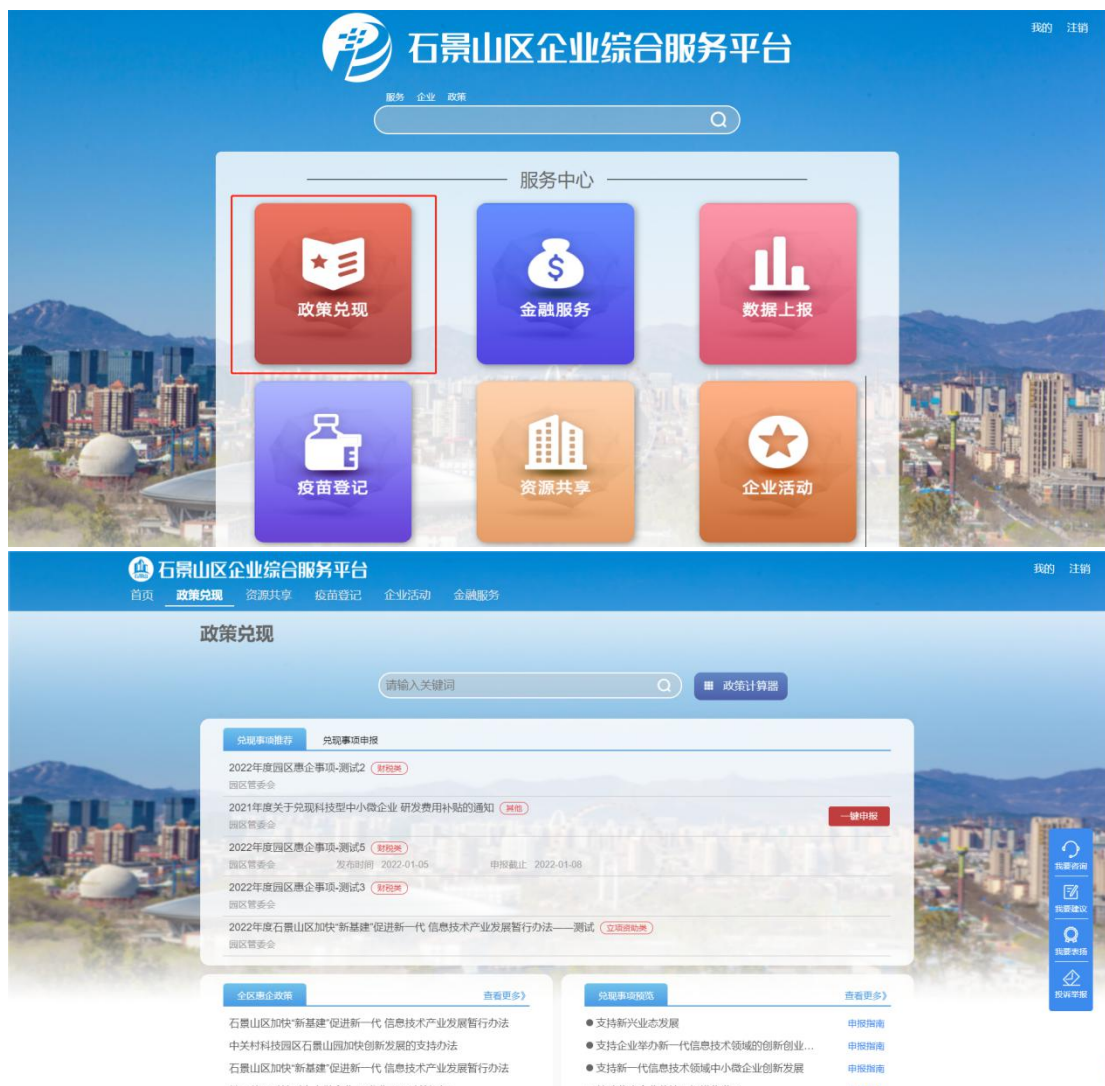 我的 注销
石景山区企业综合服务平台
服务 企业 政策
服务中心
政策兑现
金融服务
数据上报
疫苗登记
资源共享
企业活动
石景山区企业综合服务平台
我的 注销
首页 政策兑现 资源共享 疫苗登记 企业活动 金融服务
政策兑现
请输入关键词
政策计算器
兑现事项推荐 兑现事项申报
2022年度园区惠企事项-测试2 财税类
园区管委会
2021年度关于兑现科技型中小微企业 研发费用补贴的通知 其他
园区管委会
一键申报
2022年度园区惠企事项-测试5 财税类
园区管委会 发布时间 2022-01-05 申报截止 2022-01-08
2022年度园区惠企事项-测试3 财税类
园区管委会
2022年度石景山区加快“新基建”促进新一代 信息技术产业发展暂行办法——测试 立项资助类
园区管委会
我要咨询
我要建议
我要表扬
投诉举报
全区惠企政策 查看更多》
石景山区加快“新基建”促进新一代 信息技术产业发展暂行办法
中关村科技园区石景山园加快创新发展的支持办法
石景山区加快“新基建”促进新一代 信息技术产业发展暂行办法
兑现事项预览 查看更多》
●支持新兴业态发展 申报指南
●支持企业举办新一代信息技术领域的创新创业... 申报指南
●支持新一代信息技术领域中小微企业创新发展 申报指南